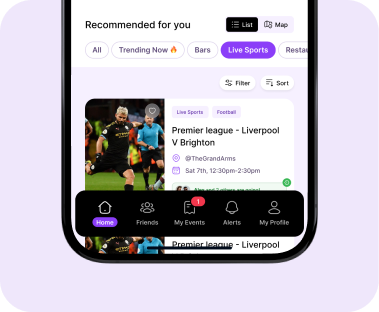 Recommended for you
List
Map
All
Trending Now 🔥
Bars
Live Sports
Restau
Filter
Sort
Live Sports
Football
Premier league - Liverpool
V Brighton
@TheGrandArms
Sat 7th, 12:30pm-2:30pm
1
Home
Friends
My Events
Alerts
My Profile
Premier league - Liverpool